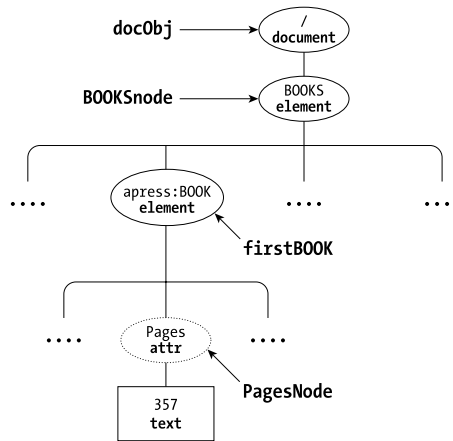 /
docObj
document
BOOKS
BOOKSnode
element
apress:BOOK
element
.... .... ...
firstBOOK
Pages
.... attr ....
PagesNode
357
text